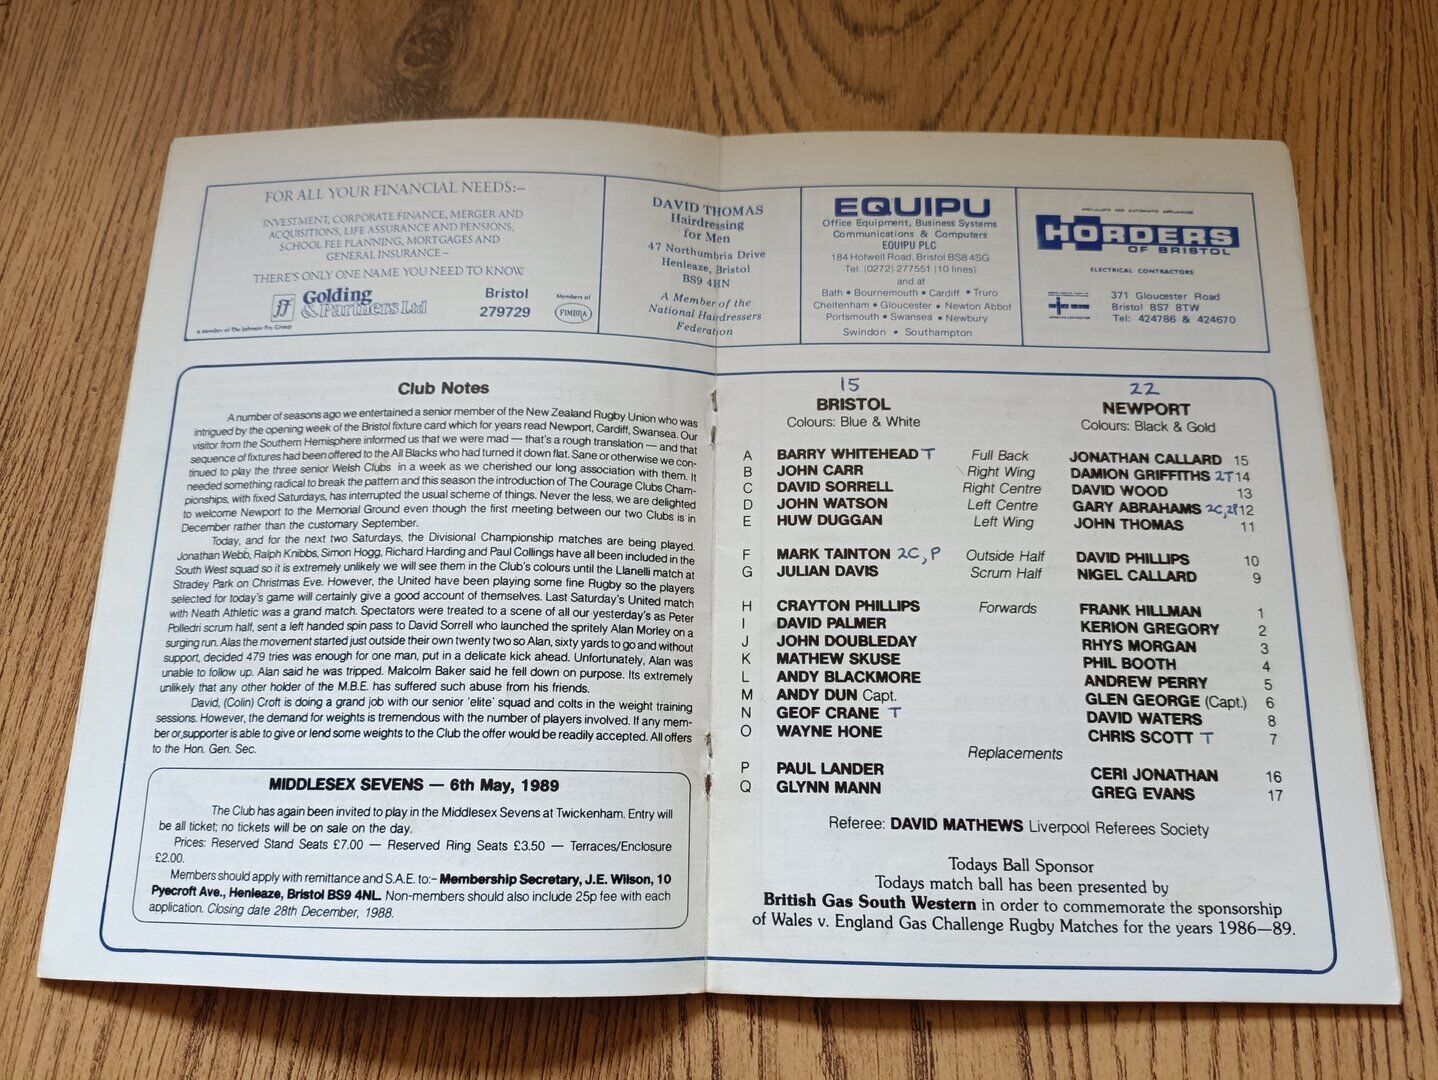 FOR ALL YOUR FINANCIAL NEEDS:–
INVESTMENT, CORPORATE FINANCE, MERGER AND
ACQUISITIONS, LIFE ASSURANCE AND PENSIONS,
SCHOOL FEE PLANNING, MORTGAGES AND
GENERAL INSURANCE –
THERE'S ONLY ONE NAME YOU NEED TO KNOW.
Golding
& Partners Ltd
Bristol
279729
Members of
FIMBRA
A Member of The Johnson Fry Group
DAVID THOMAS
Hairdressing
for Men
47 Northumbria Drive
Henleaze, Bristol
BS9 4HN
A Member of the
National Hairdressers
Federation
EQUIPU
Office Equipment, Business Systems
Communications & Computers
EQUIPU PLC
184 Hotwell Road, Bristol BS8 4SG
Tel. (0272) 277551 (10 lines)
and at
Bath • Bournemouth • Cardiff • Truro
Cheltenham • Gloucester • Newton Abbot
Portsmouth • Swansea • Newbury
Swindon • Southampton
SPECIALISTS FOR AUTOMATIC APPLIANCES
HORDERS
OF BRISTOL
ELECTRICAL CONTRACTORS
371 Gloucester Road
Bristol BS7 8TW
Tel: 424786 & 424670
Club Notes
A number of seasons ago we entertained a senior member of the New Zealand Rugby Union who was
intrigued by the opening week of the Bristol fixture card which for years read Newport, Cardiff, Swansea. Our
visitor from the Southern Hemisphere informed us that we were mad — that's a rough translation — and that
sequence of fixtures had been offered to the All Blacks who had turned it down flat. Sane or otherwise we con-
tinued to play the three senior Welsh Clubs in a week as we cherished our long association with them. It
needed something radical to break the pattern and this season the introduction of The Courage Clubs Cham-
pionships, with fixed Saturdays, has interrupted the usual scheme of things. Never the less, we are delighted
to welcome Newport to the Memorial Ground even though the first meeting between our two Clubs is in
December rather than the customary September.
Today, and for the next two Saturdays, the Divisional Championship matches are being played.
Jonathan Webb, Ralph Knibbs, Simon Hogg, Richard Harding and Paul Collings have all been included in the
South West squad so it is extremely unlikely we will see them in the Club's colours until the Llanelli match at
Stradey Park on Christmas Eve. However, the United have been playing some fine Rugby so the players
selected for today's game will certainly give a good account of themselves. Last Saturday's United match
with Neath Athletic was a grand match. Spectators were treated to a scene of all our yesterday's as Peter
Polledri scrum half, sent a left handed spin pass to David Sorrell who launched the spritely Alan Morley on a
surging run. Alas the movement started just outside their own twenty two so Alan, sixty yards to go and without
support, decided 479 tries was enough for one man, put in a delicate kick ahead. Unfortunately, Alan was
unable to follow up. Alan said he was tripped. Malcolm Baker said he fell down on purpose. Its extremely
unlikely that any other holder of the M.B.E. has suffered such abuse from his friends.
David, (Colin) Croft is doing a grand job with our senior 'elite' squad and colts in the weight training
sessions. However, the demand for weights is tremendous with the number of players involved. If any mem-
ber or supporter is able to give or lend some weights to the Club the offer would be readily accepted. All offers
to the Hon. Gen. Sec.
MIDDLESEX SEVENS — 6th May, 1989
The Club has again been invited to play in the Middlesex Sevens at Twickenham. Entry will
be all ticket; no tickets will be on sale on the day.
Prices: Reserved Stand Seats £7.00 — Reserved Ring Seats £3.50 — Terraces/Enclosure
£2.00.
Members should apply with remittance and S.A.E. to:– Membership Secretary, J.E. Wilson, 10
Pyecroft Ave., Henleaze, Bristol BS9 4NL. Non-members should also include 25p fee with each
application. Closing date 28th December, 1988.
15 22
BRISTOL NEWPORT
Colours: Blue & White Colours: Black & Gold
A BARRY WHITEHEAD T Full Back JONATHAN CALLARD 15
B JOHN CARR Right Wing DAMION GRIFFITHS 2T 14
C DAVID SORRELL Right Centre DAVID WOOD 13
D JOHN WATSON Left Centre GARY ABRAHAMS 2C,2P 12
E HUW DUGGAN Left Wing JOHN THOMAS 11
F MARK TAINTON 2C, P Outside Half DAVID PHILLIPS 10
G JULIAN DAVIS Scrum Half NIGEL CALLARD 9
H CRAYTON PHILLIPS Forwards FRANK HILLMAN 1
I DAVID PALMER KERION GREGORY 2
J JOHN DOUBLEDAY RHYS MORGAN 3
K MATHEW SKUSE PHIL BOOTH 4
L ANDY BLACKMORE ANDREW PERRY 5
M ANDY DUN Capt. GLEN GEORGE (Capt.) 6
N GEOF CRANE T DAVID WATERS 8
O WAYNE HONE CHRIS SCOTT T 7
Replacements
P PAUL LANDER CERI JONATHAN 16
Q GLYNN MANN GREG EVANS 17
Referee: DAVID MATHEWS Liverpool Referees Society
Todays Ball Sponsor
Todays match ball has been presented by
British Gas South Western in order to commemorate the sponsorship
of Wales v. England Gas Challenge Rugby Matches for the years 1986—89.